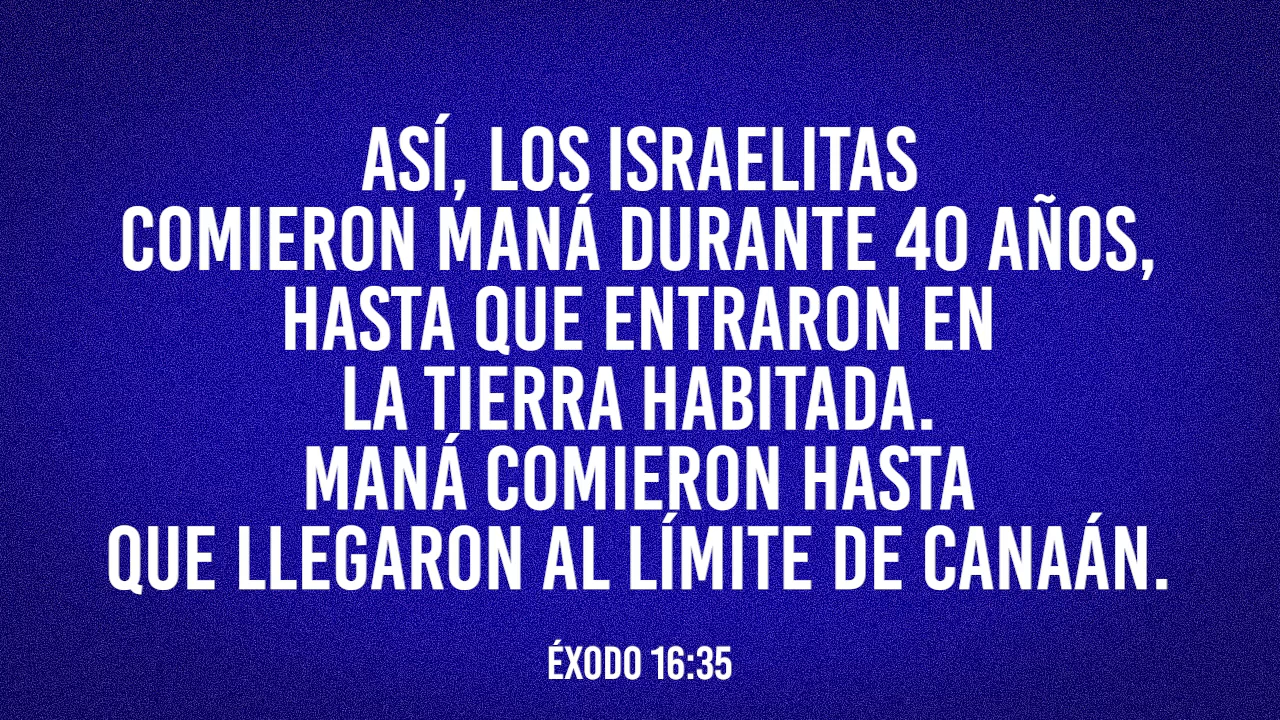 ASÍ, LOS ISRAELITAS
COMIERON MANÁ DURANTE 40 AÑOS,
HASTA QUE ENTRARON EN
LA TIERRA HABITADA.
MANÁ COMIERON HASTA
QUE LLEGARON AL LÍMITE DE CANAÁN.
ÉXODO 16:35